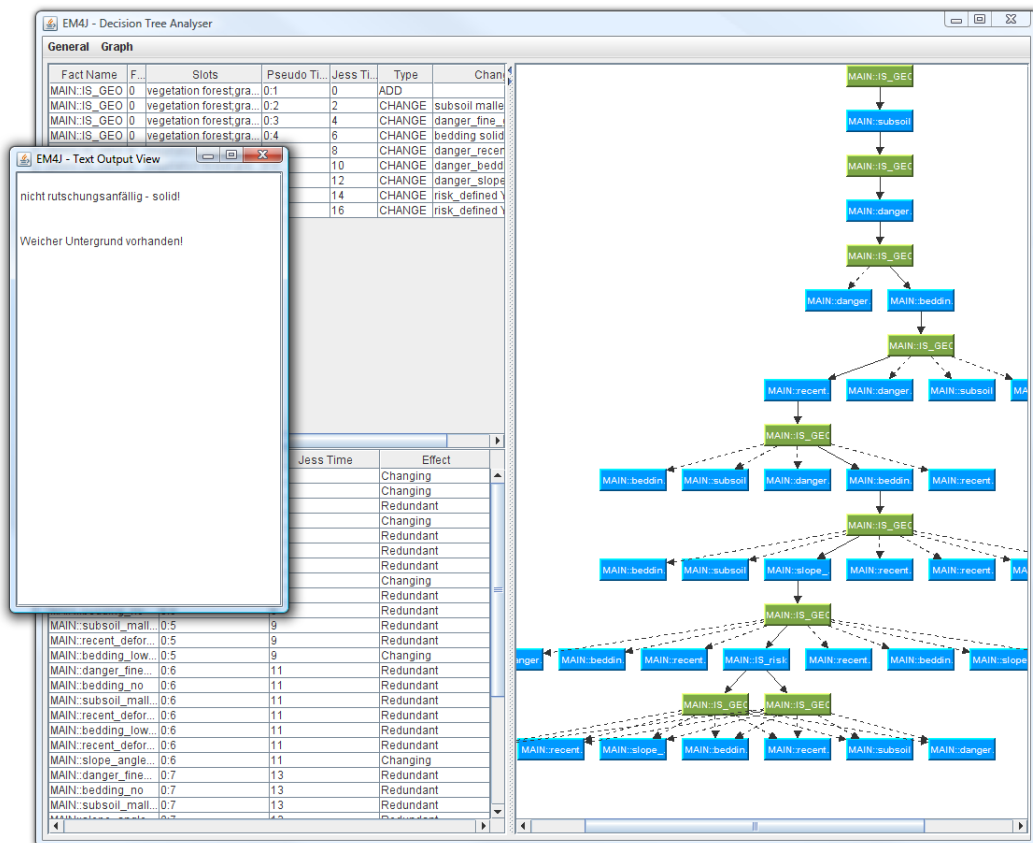 EM4J - Decision Tree Analyser
General Graph
Fact Name F... Slots Pseudo Ti... Jess Ti... Type Chan
MAIN::IS_GEO 0 vegetation forest;gra... 0:1 0 ADD
MAIN::IS_GEO 0 vegetation forest;gra... 0:2 2 CHANGE subsoil malle
MAIN::IS_GEO 0 vegetation forest;gra... 0:3 4 CHANGE danger_fine_
MAIN::IS_GEO 0 vegetation forest;gra... 0:4 6 CHANGE bedding solid
8 CHANGE danger_recen
10 CHANGE danger_bedd
12 CHANGE danger_slope
14 CHANGE risk_defined Y
16 CHANGE risk_defined Y
EM4J - Text Output View
nicht rutschungsanfällig - solid!
Weicher Untergrund vorhanden!
Jess Time Effect
Changing
Changing
Redundant
Changing
Redundant
Redundant
Redundant
Changing
Redundant
MAIN::subsoil_mall... 0:5 9 Redundant
MAIN::recent_defor... 0:5 9 Redundant
MAIN::bedding_low... 0:5 9 Changing
MAIN::danger_fine... 0:6 11 Redundant
MAIN::bedding_no 0:6 11 Redundant
MAIN::subsoil_mall... 0:6 11 Redundant
MAIN::recent_defor... 0:6 11 Redundant
MAIN::bedding_low... 0:6 11 Redundant
MAIN::recent_defor... 0:6 11 Redundant
MAIN::slope_angle... 0:6 11 Changing
MAIN::danger_fine... 0:7 13 Redundant
MAIN::bedding_no 0:7 13 Redundant
MAIN::subsoil_mall... 0:7 13 Redundant
MAIN::IS_GEO
MAIN::subsoil
MAIN::IS_GEO
MAIN::danger.
MAIN::IS_GEO
MAIN::danger. MAIN::beddin.
MAIN::IS_GEO
MAIN::recent. MAIN::danger. MAIN::subsoil MA
MAIN::IS_GEO
MAIN::beddin. MAIN::subsoil MAIN::danger. MAIN::beddin. MAIN::recent.
MAIN::IS_GEO
MAIN::beddin. MAIN::subsoil MAIN::slope_. MAIN::recent. MAIN::recent. MA
MAIN::IS_GEO
anger. MAIN::beddin. MAIN::recent. MAIN::IS_risk MAIN::recent. MAIN::beddin. MAIN::slope
MAIN::IS_GEO MAIN::IS_GEO
MAIN::recent. MAIN::slope_. MAIN::beddin. MAIN::recent. MAIN::subsoil MAIN::danger.